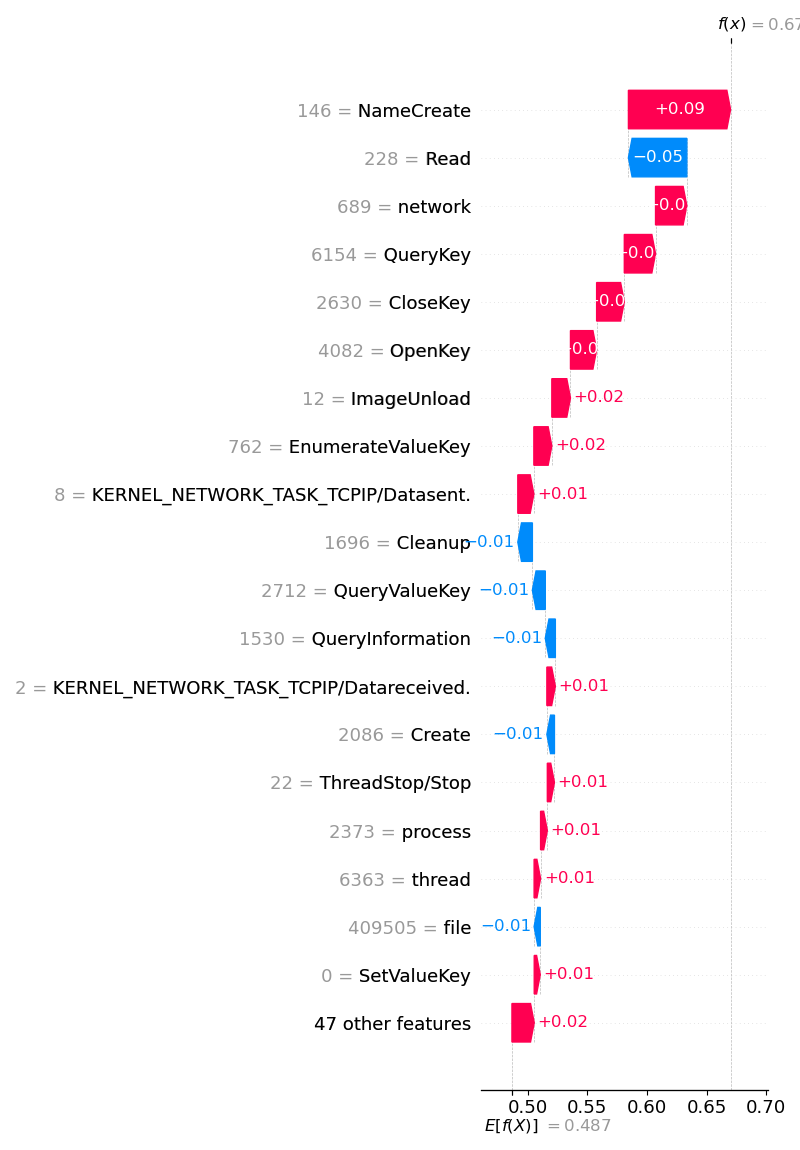 f(x) = 0.67
146 = NameCreate +0.09
228 = Read −0.05
689 = network
6154 = QueryKey
2630 = CloseKey
4082 = OpenKey
12 = ImageUnload +0.02
762 = EnumerateValueKey +0.02
8 = KERNEL_NETWORK_TASK_TCPIP/Datasent. +0.01
1696 = Cleanup −0.01
2712 = QueryValueKey −0.01
1530 = QueryInformation −0.01
2 = KERNEL_NETWORK_TASK_TCPIP/Datareceived. +0.01
2086 = Create −0.01
22 = ThreadStop/Stop +0.01
2373 = process +0.01
6363 = thread +0.01
409505 = file −0.01
0 = SetValueKey +0.01
47 other features +0.02
0.50 0.55 0.60 0.65 0.70
E[f(X)] = 0.487